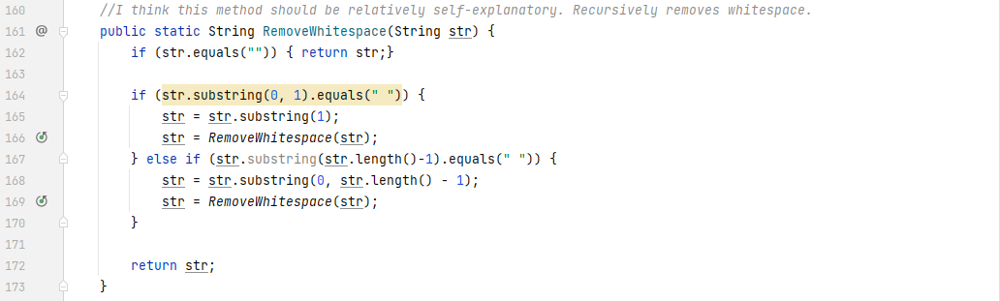 160 //I think this method should be relatively self-explanatory. Recursively removes whitespace.
161 @ public static String RemoveWhitespace(String str) {
162 if (str.equals("")) { return str;}
163
164 if (str.substring(0, 1).equals(" ")) {
165 str = str.substring(1);
166 str = RemoveWhitespace(str);
167 } else if (str.substring(str.length()-1).equals(" ")) {
168 str = str.substring(0, str.length() - 1);
169 str = RemoveWhitespace(str);
170 }
171
172 return str;
173 }